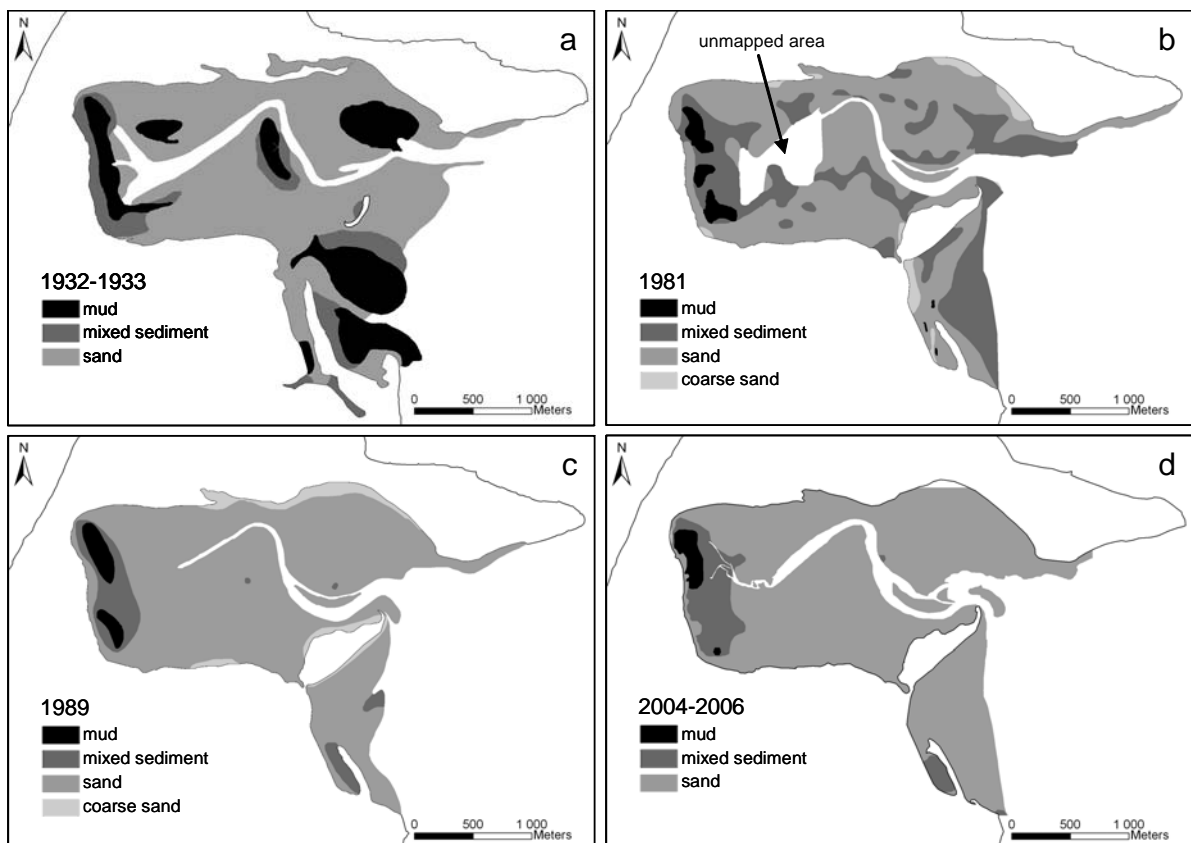 N
a
1932-1933
mud
mixed sediment
sand
0 500 1 000
Meters
N
b
unmapped area
1981
mud
mixed sediment
sand
coarse sand
0 500 1 000
Meters
N
c
1989
mud
mixed sediment
sand
coarse sand
0 500 1 000
Meters
N
d
2004-2006
mud
mixed sediment
sand
0 500 1 000
Meters